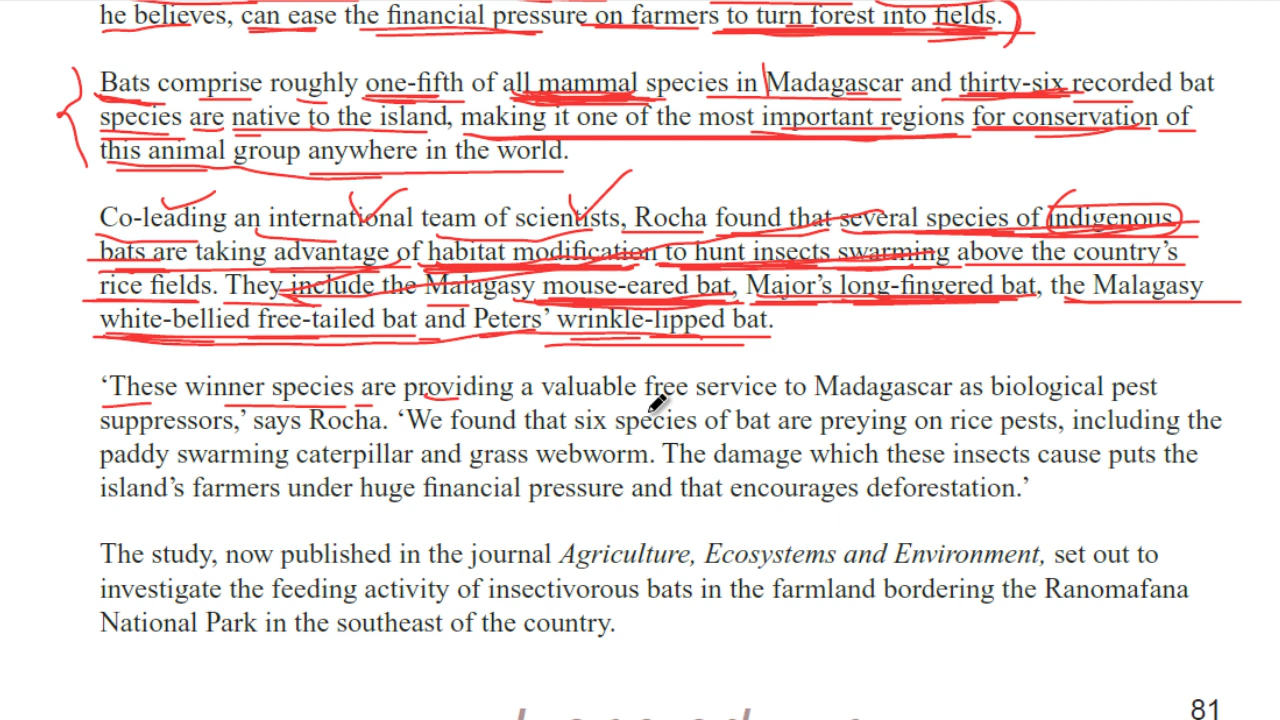 he believes, can ease the financial pressure on farmers to turn forest into fields.
Bats comprise roughly one-fifth of all mammal species in Madagascar and thirty-six recorded bat
species are native to the island, making it one of the most important regions for conservation of
this animal group anywhere in the world.
Co-leading an international team of scientists, Rocha found that several species of indigenous
bats are taking advantage of habitat modification to hunt insects swarming above the country’s
rice fields. They include the Malagasy mouse-eared bat, Major’s long-fingered bat, the Malagasy
white-bellied free-tailed bat and Peters’ wrinkle-lipped bat.
‘These winner species are providing a valuable free service to Madagascar as biological pest
suppressors,’ says Rocha. ‘We found that six species of bat are preying on rice pests, including the
paddy swarming caterpillar and grass webworm. The damage which these insects cause puts the
island’s farmers under huge financial pressure and that encourages deforestation.’
The study, now published in the journal Agriculture, Ecosystems and Environment, set out to
investigate the feeding activity of insectivorous bats in the farmland bordering the Ranomafana
National Park in the southeast of the country.
81